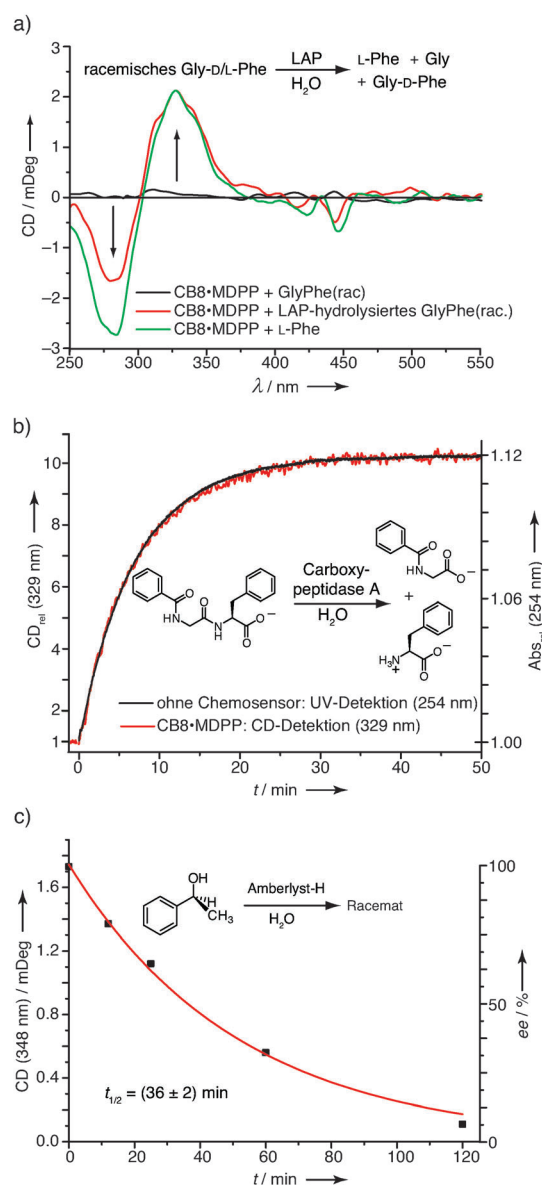 a)
racemisches Gly-D/L-Phe
LAP
H₂O
L-Phe + Gly
+ Gly-D-Phe
CD / mDeg
3
2
1
0
−1
−2
−3
CB8•MDPP + GlyPhe(rac)
CB8•MDPP + LAP-hydrolysiertes GlyPhe(rac.)
CB8•MDPP + L-Phe
250 300 350 400 450 500 550
λ / nm
b)
CD_rel (329 nm)
10
8
6
4
2
1
1.12
1.06
1.00
(254 nm)
O
N
H
O
N
H
O
O⁻
Carboxy-
peptidase A
H₂O
O
HN
O
O⁻
+
H₃N
+
O⁻
O
ohne Chemosensor: UV-Detektion (254 nm)
CB8•MDPP: CD-Detektion (329 nm)
0 10 20 30 40 50
t / min
c)
CD (348 nm) / mDeg
1.6
1.2
0.8
0.4
0.0
OH
H
CH₃
Amberlyst-H
H₂O
Racemat
100
50
0
ee / %
t₁/₂ = (36 ± 2) min
0 20 40 60 80 100 120
t / min